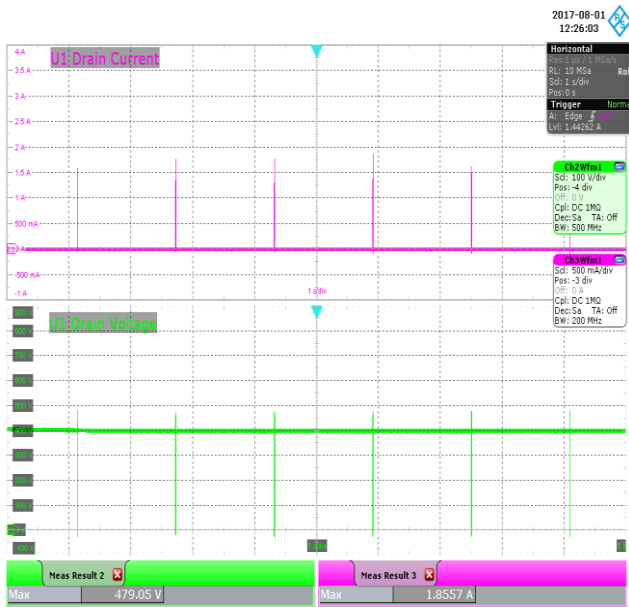 2017-08-01
12:26:03
Horizontal
Res:1 µs / 1 MSa/s
RL: 10 MSa
Scl: 1 s/div
Pos:0 s
Trigger Norma
A: Edge
Lvl: 1.44262 A
4 A
U1 Drain Current
3.5 A
3 A
2.5 A
2 A
1.5 A
1 A
500 mA
-500 mA
-1 A
1 s/div
Ch2Wfm1
Scl: 100 V/div
Pos: -4 div
Off: 0 V
Cpl: DC 1MΩ
Dec:Sa TA: Off
BW: 500 MHz
Ch3Wfm1
Scl: 500 mA/div
Pos: -3 div
Off: 0 A
Cpl: DC 1MΩ
Dec:Sa TA: Off
BW: 200 MHz
U1 Drain Voltage
Meas Result 2
Max 479.05 V
Meas Result 3
Max 1.8557 A